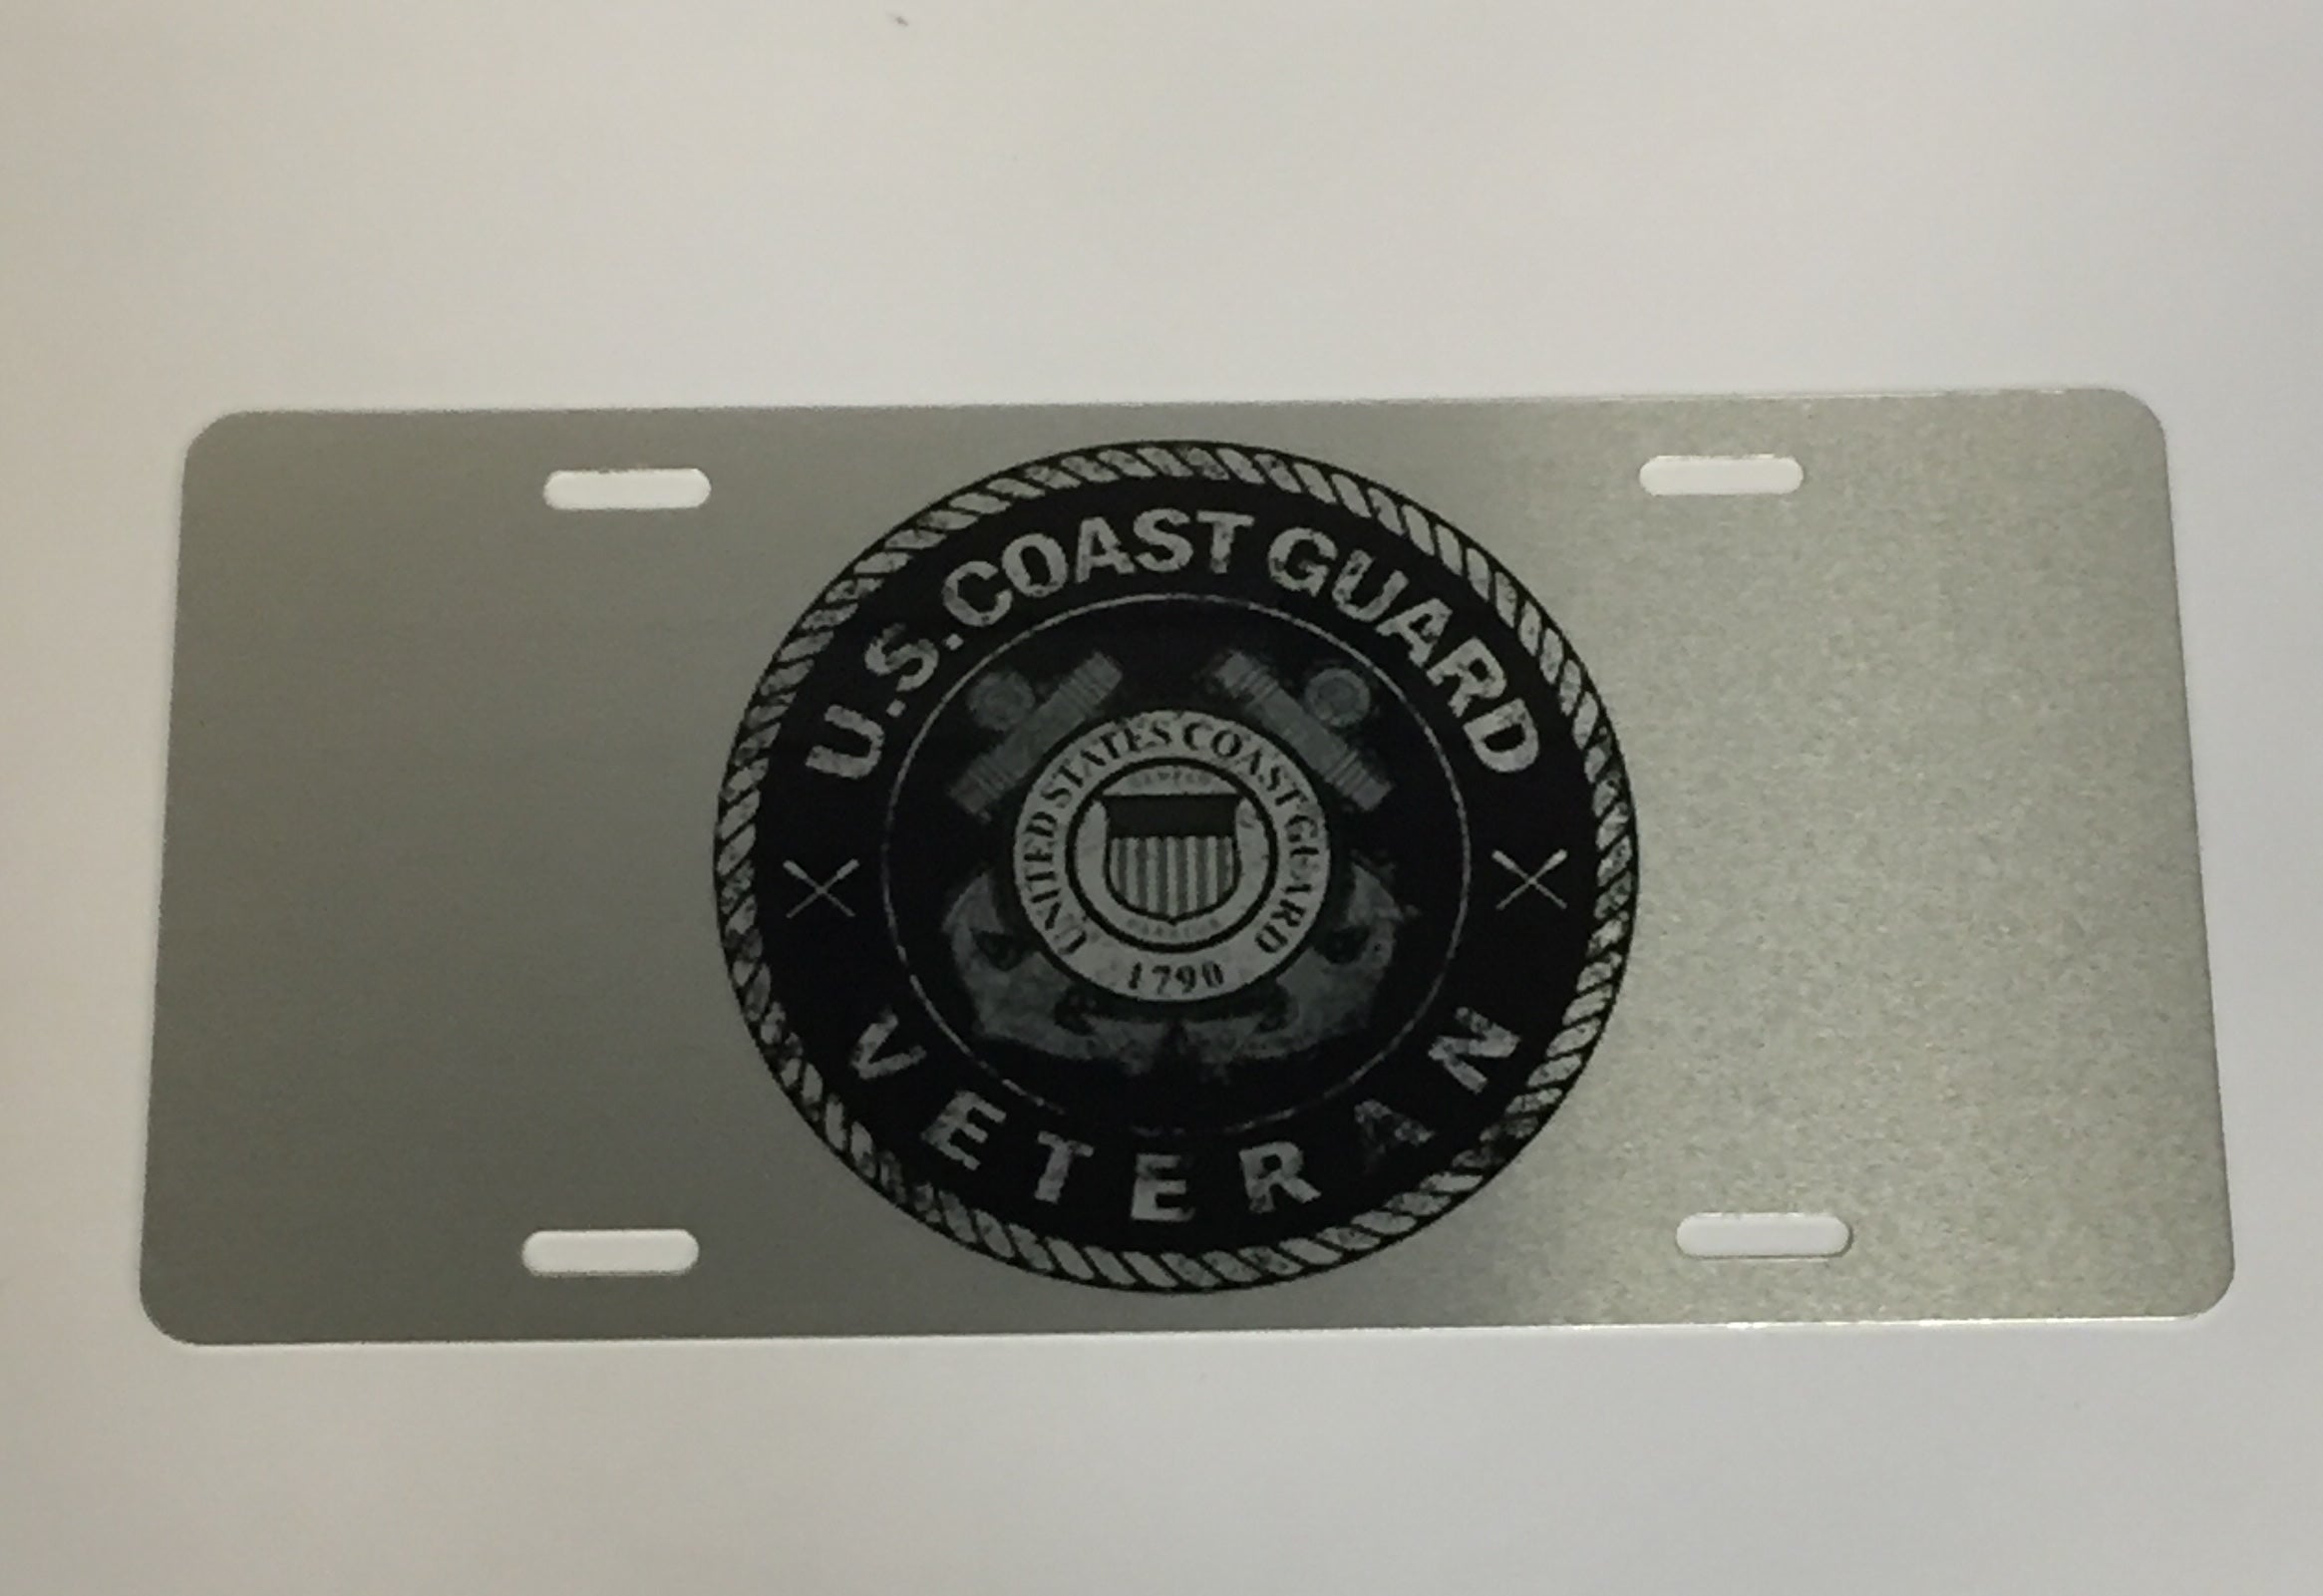 U.S. COAST GUARD
UNITED STATES COAST GUARD
1790
VETERAN